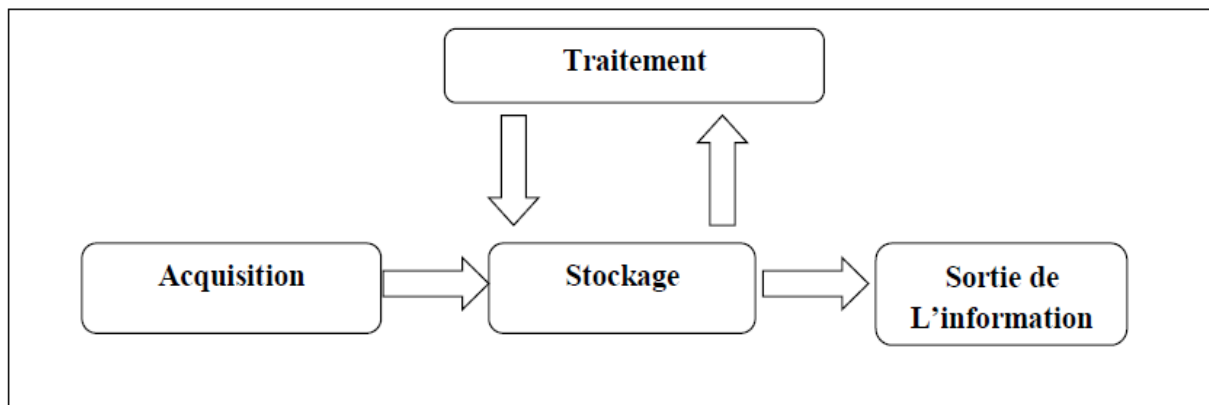 Traitement
Acquisition
Stockage
Sortie de
L’information